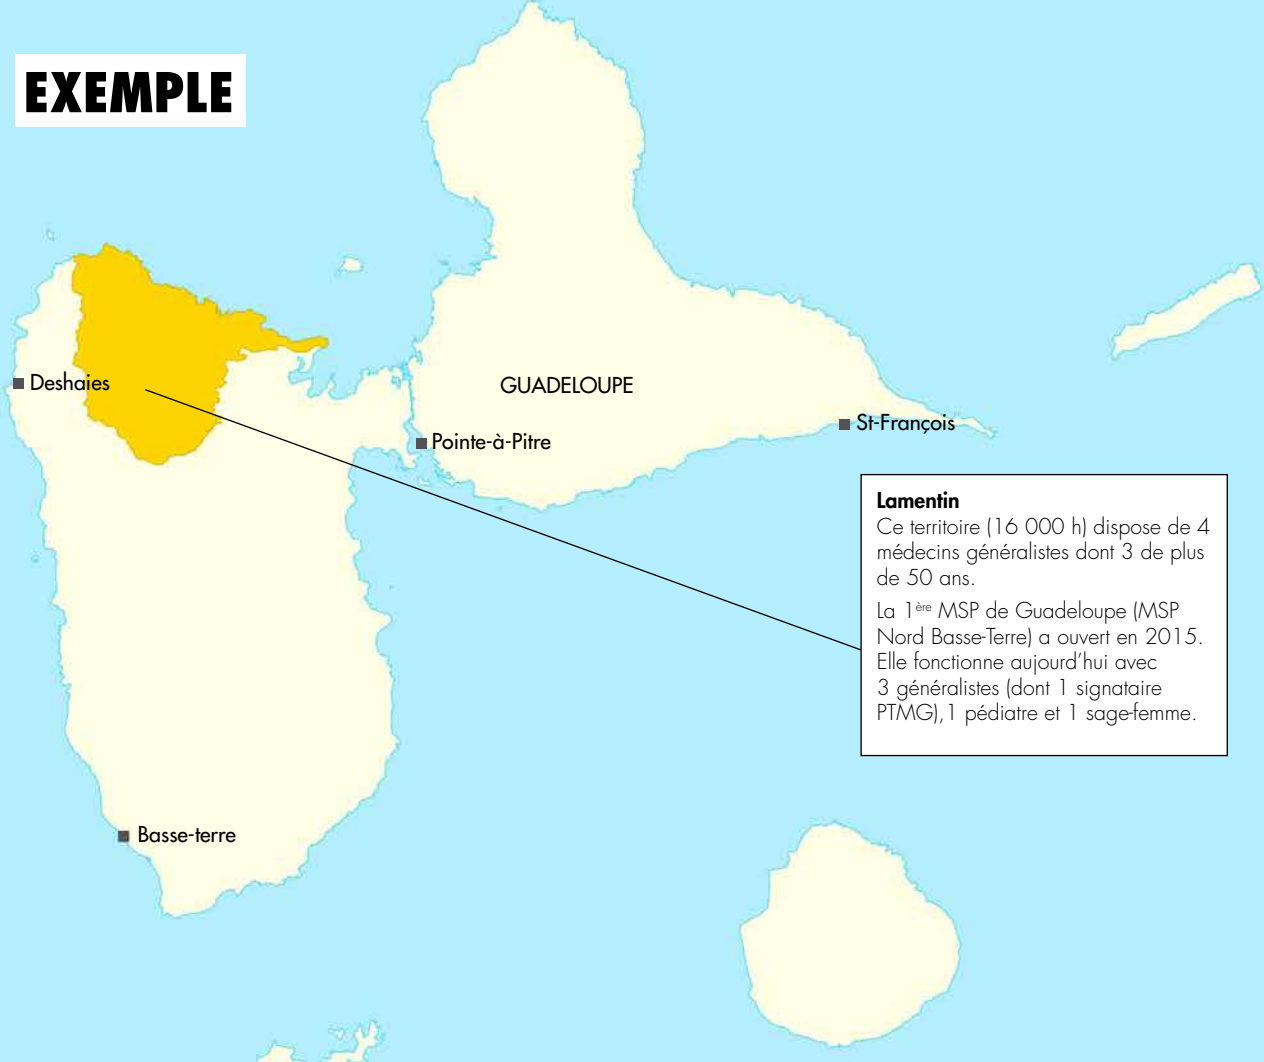 EXEMPLE
Deshaies
GUADELOUPE
St-François
Pointe-à-Pitre
Lamentin
Ce territoire (16 000 h) dispose de 4
médecins généralistes dont 3 de plus
de 50 ans.
La 1ère MSP de Guadeloupe (MSP
Nord Basse-Terre) a ouvert en 2015.
Elle fonctionne aujourd'hui avec
3 généralistes (dont 1 signataire
PTMG),1 pédiatre et 1 sage-femme.
Basse-terre